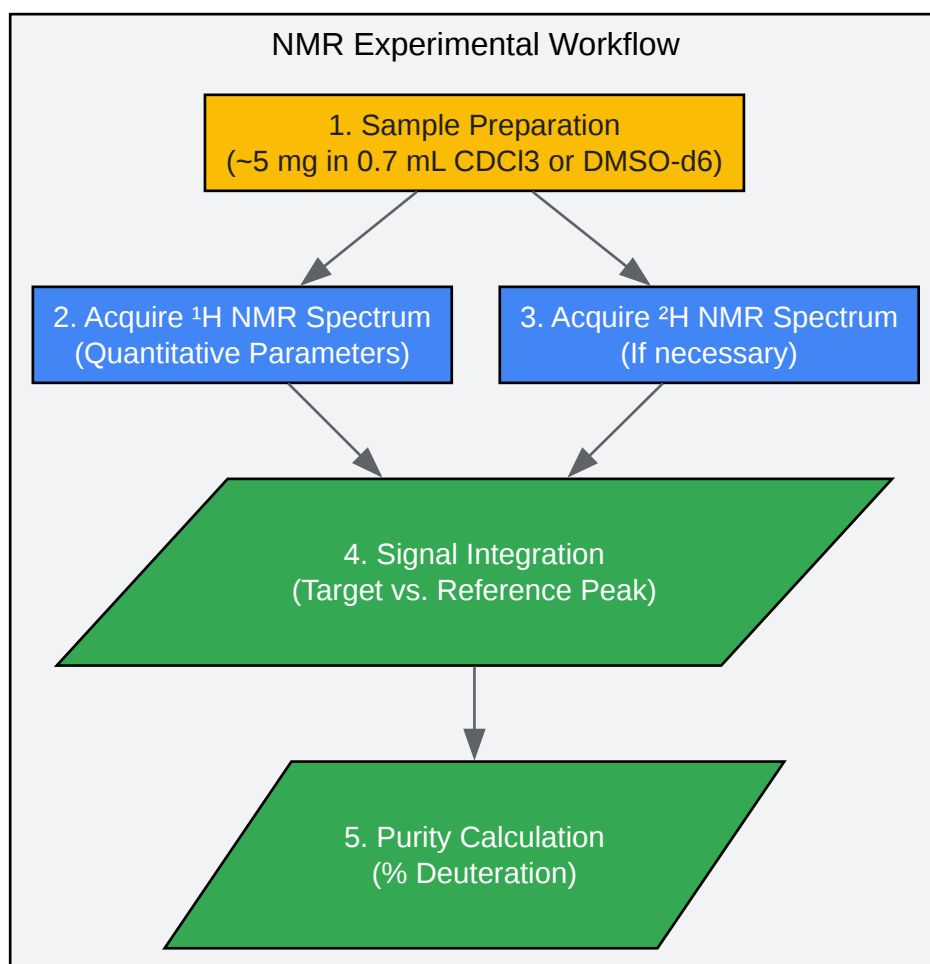 NMR Experimental Workflow
1. Sample Preparation
(~5 mg in 0.7 mL CDCl3 or DMSO-d6)
2. Acquire ¹H NMR Spectrum
(Quantitative Parameters)
3. Acquire ²H NMR Spectrum
(If necessary)
4. Signal Integration
(Target vs. Reference Peak)
5. Purity Calculation
(% Deuteration)